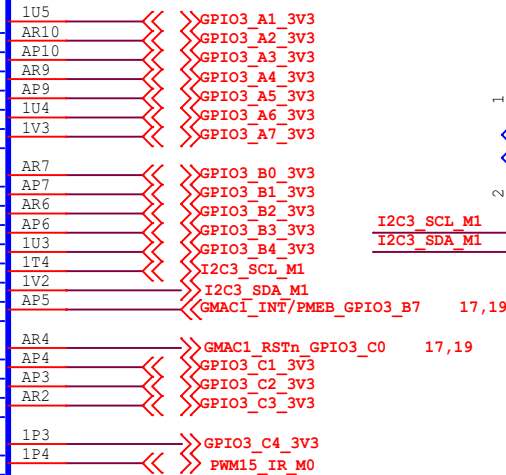 1U5 GPIO3_A1_3V3
AR10 GPIO3_A2_3V3
AP10 GPIO3_A3_3V3
AR9 GPIO3_A4_3V3
AP9 GPIO3_A5_3V3
1U4 GPIO3_A6_3V3
1V3 GPIO3_A7_3V3
AR7 GPIO3_B0_3V3
AP7 GPIO3_B1_3V3
AR6 GPIO3_B2_3V3
AP6 GPIO3_B3_3V3
1U3 GPIO3_B4_3V3
1T4 I2C3_SCL_M1
1V2 I2C3_SDA_M1
AP5 GMAC1_INT/PMEB_GPIO3_B7 17,19
AR4 GMAC1_RSTn_GPIO3_C0 17,19
AP4 GPIO3_C1_3V3
AP3 GPIO3_C2_3V3
AR2 GPIO3_C3_3V3
1P3 GPIO3_C4_3V3
1P4 PWM15_IR_M0
1
2
I2C3_SCL_M1
I2C3_SDA_M1